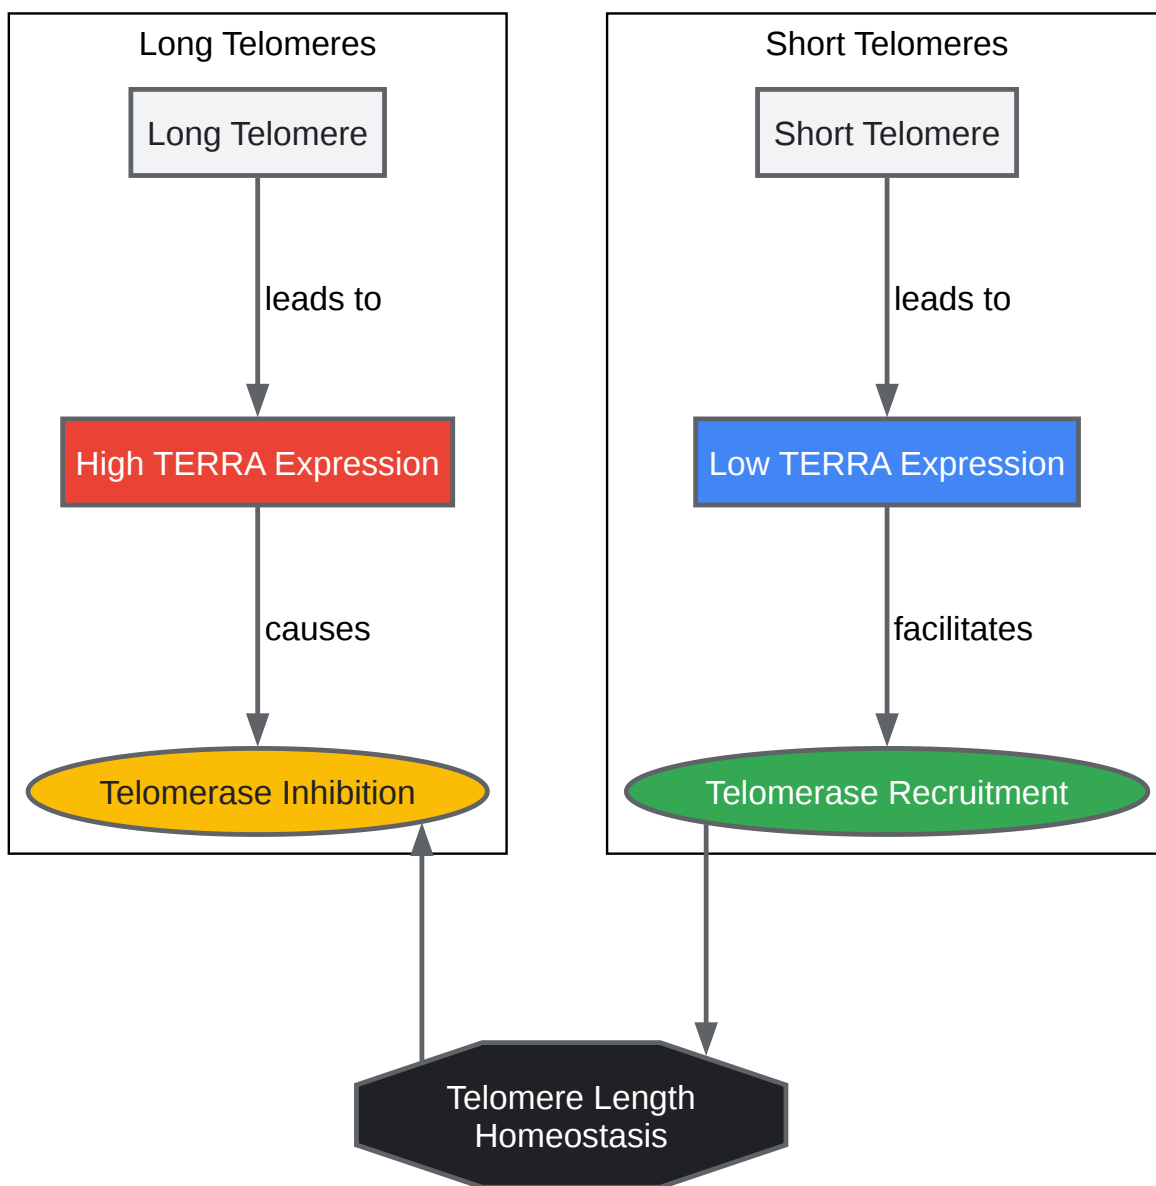 Long Telomeres
Long Telomere
leads to
High TERRA Expression
causes
Telomerase Inhibition
Short Telomeres
Short Telomere
leads to
Low TERRA Expression
facilitates
Telomerase Recruitment
Telomere Length
Homeostasis